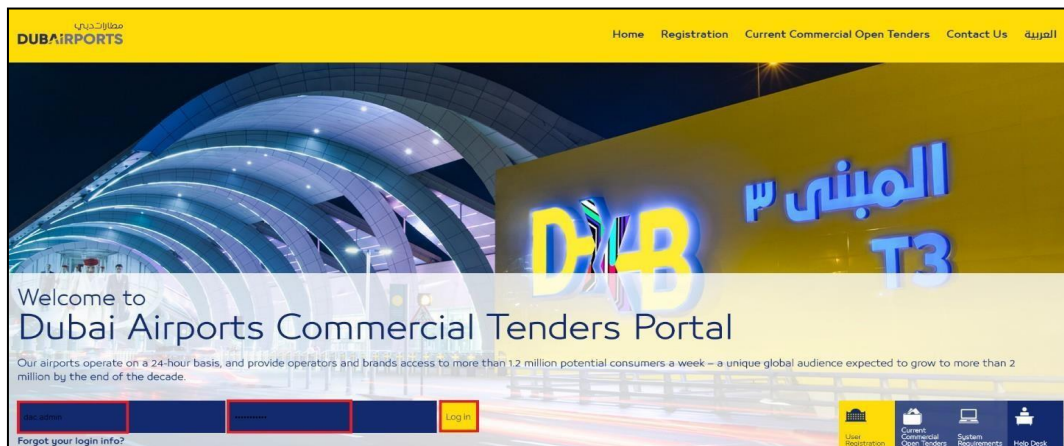 مطارات دبي
DUBAiRPORTS
Home Registration Current Commercial Open Tenders Contact Us العربية
المبنى ٣
DXB
T3
Welcome to
Dubai Airports Commercial Tenders Portal
Our airports operate on a 24-hour basis, and provide operators and brands access to more than 1.2 million potential consumers a week – a unique global audience expected to grow to more than 2
million by the end of the decade.
dac.admin Log in
Forgot your login info?
User
Registration
Current
Commercial
Open Tenders
System
Requirements
Help Desk